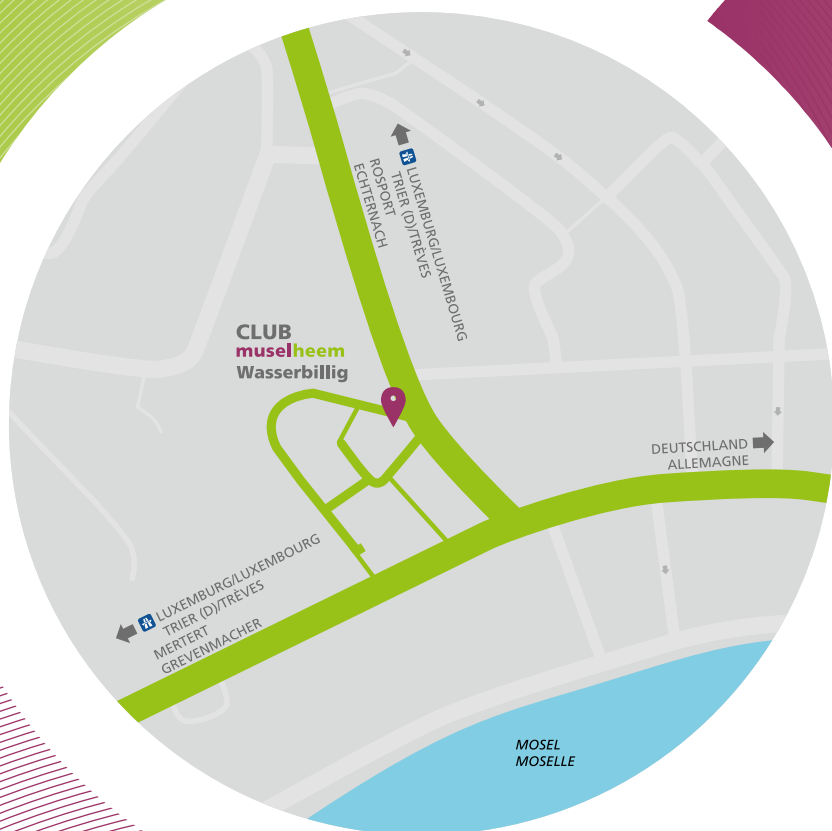 LUXEMBURG/LUXEMBOURG
TRIER (D)/TRÈVES
ROSPORT
ECHTERNACH
CLUB
muselheem
Wasserbillig
DEUTSCHLAND
ALLEMAGNE
LUXEMBURG/LUXEMBOURG
TRIER (D)/TRÈVES
MERTERT
GREVENMACHER
MOSEL
MOSELLE